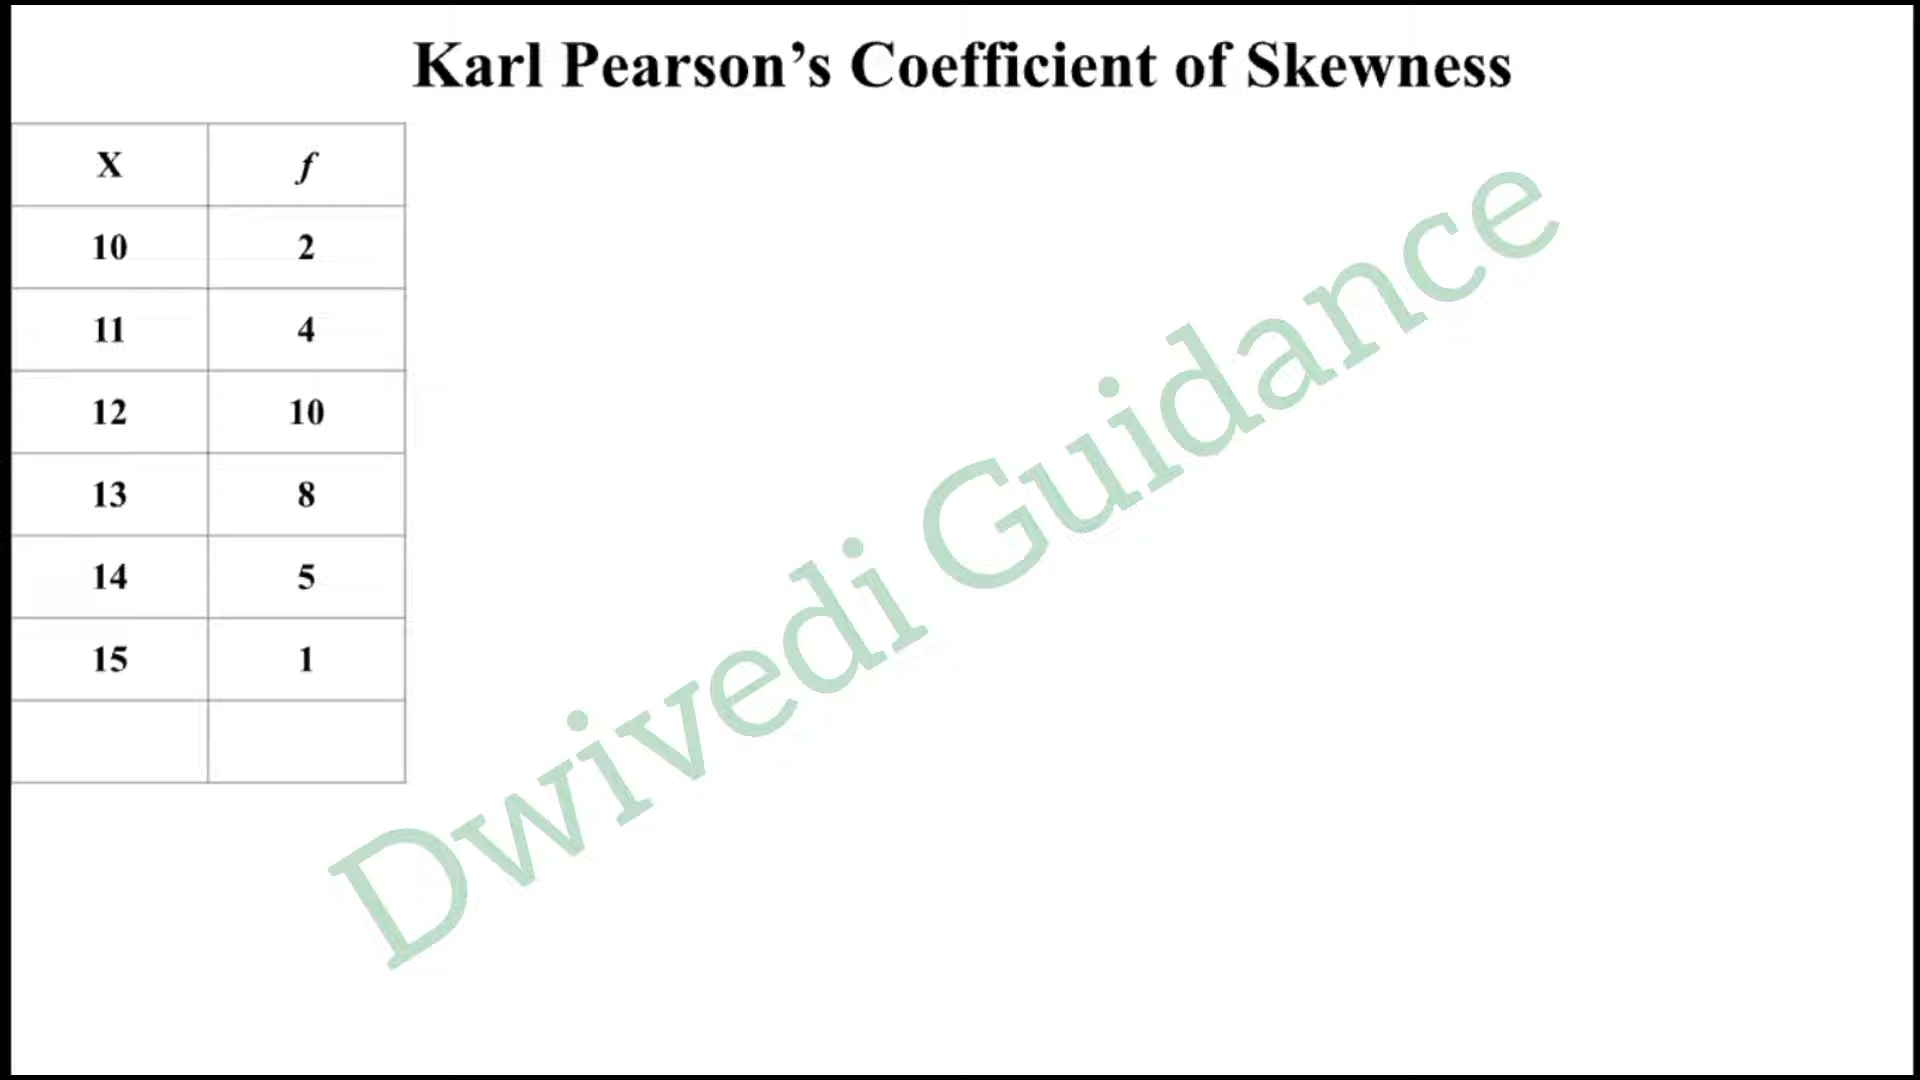 Karl Pearson’s Coefficient of Skewness
X f
10 2
11 4
12 10
13 8
14 5
15 1
Dwivedi Guidance